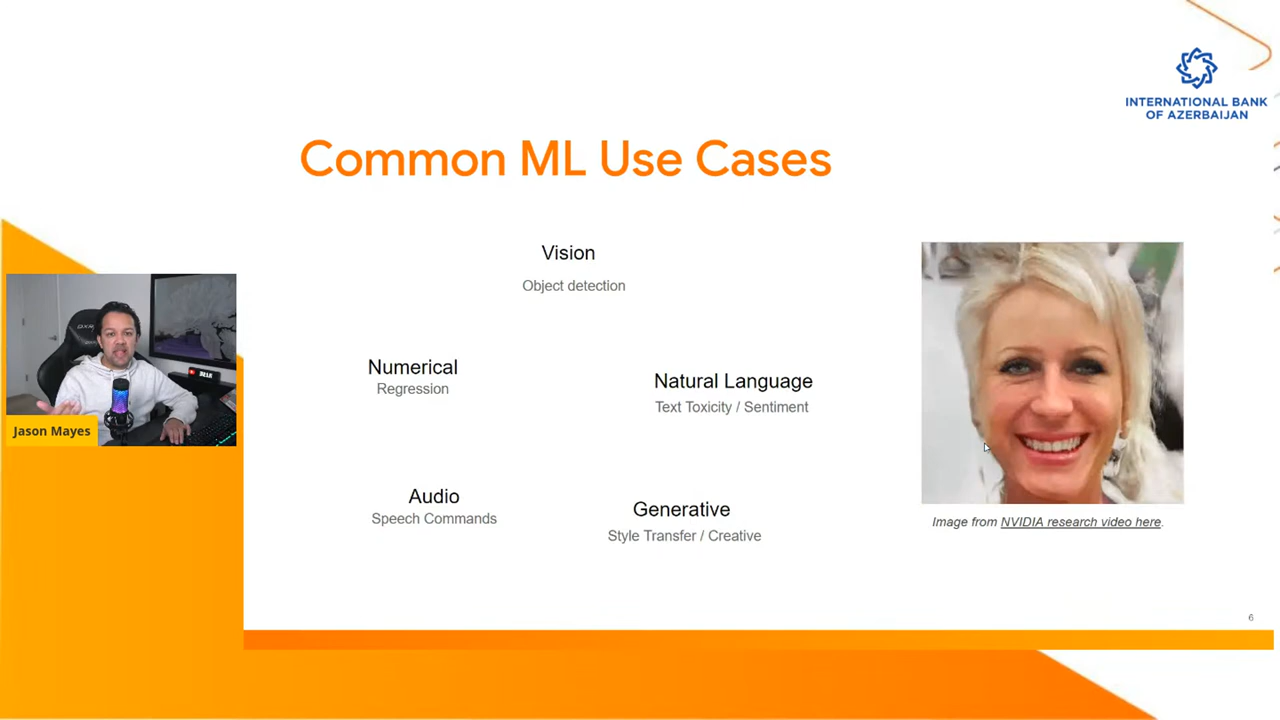 INTERNATIONAL BANK
OF AZERBAIJAN
Common ML Use Cases
Vision
Object detection
Numerical
Regression
Natural Language
Text Toxicity / Sentiment
Jason Mayes
Audio
Speech Commands
Generative
Style Transfer / Creative
Image from NVIDIA research video here.
6